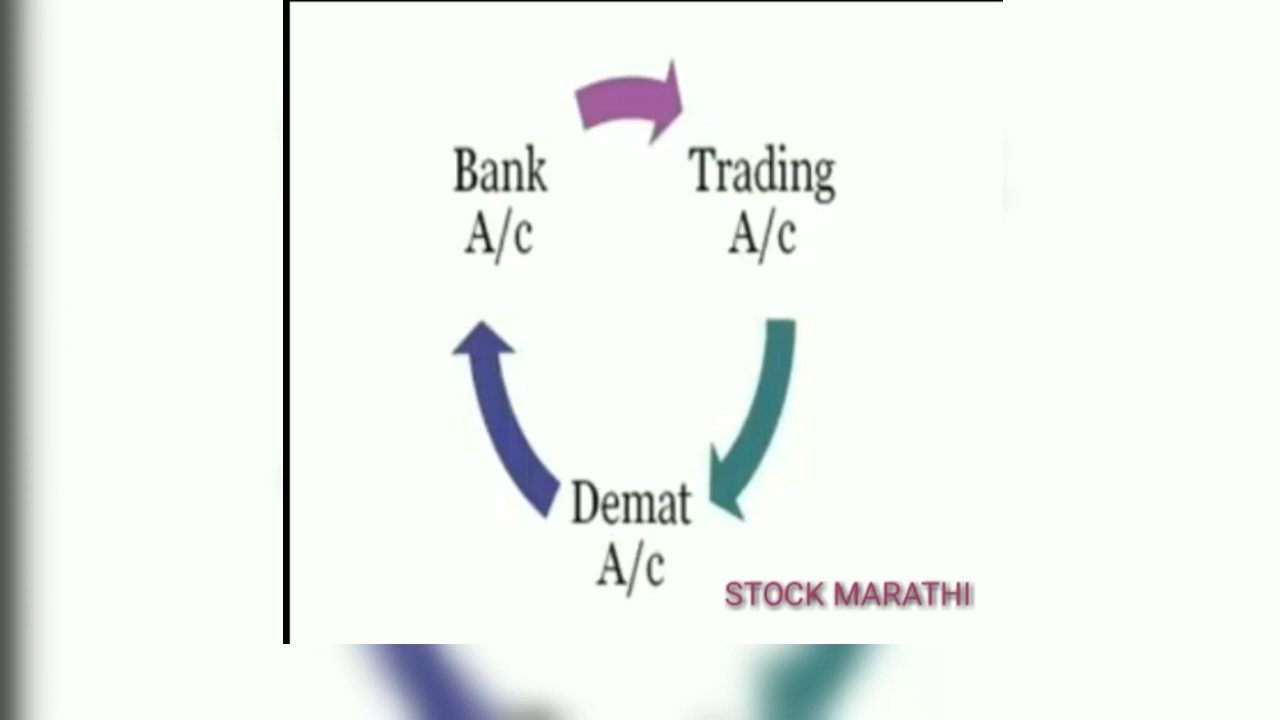 Bank
A/c
Trading
A/c
Demat
A/c
STOCK MARATHI